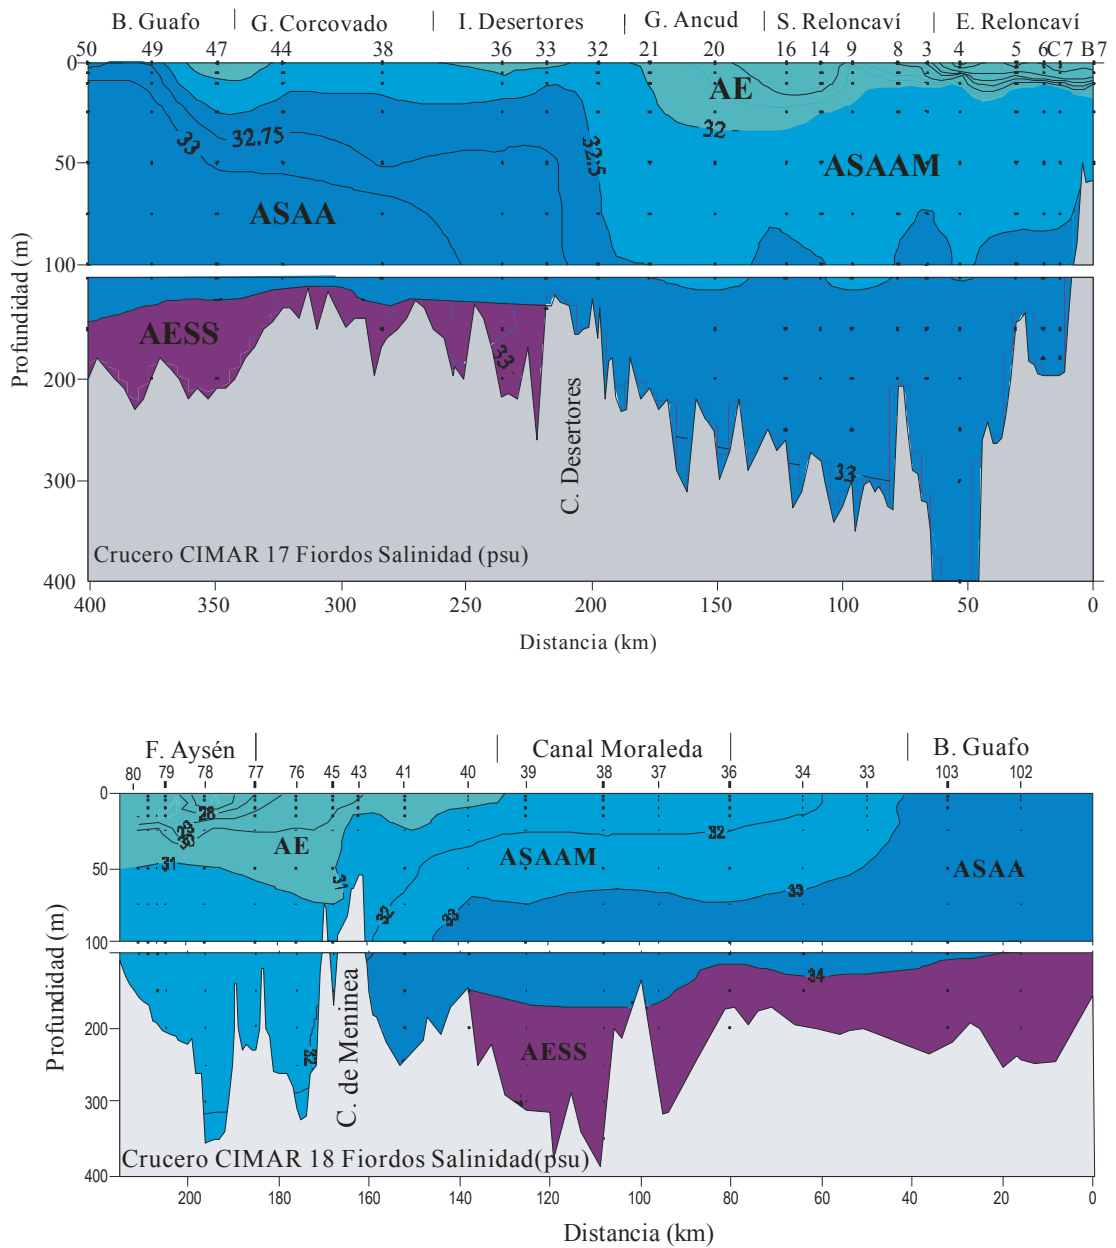 B. Guafo | G. Corcovado | I. Desertores | G. Ancud | S. Reloncaví | E. Reloncaví
50 49 47 44 38 36 33 32 21 20 16 14 9 8 3 4 5 6 C7 B7
0
AE
32
33
32.75
32.5
50
ASAAM
ASAA
100
Profundidad (m)
AESS
33
200
C. Desertores
300
33
Crucero CIMAR 17 Fiordos Salinidad (psu)
400
400 350 300 250 200 150 100 50 0
Distancia (km)
F. Aysén | | Canal Moraleda | | B. Guafo
80 79 78 77 76 45 43 41 40 39 38 37 36 34 33 103 102
0
28
30
AE
32
50
31
ASAAM
ASAA
31
33
32
33
100
Profundidad (m)
34
200
32
AESS
C. de Meninea
300
Crucero CIMAR 18 Fiordos Salinidad(psu)
400
200 180 160 140 120 100 80 60 40 20 0
Distancia (km)